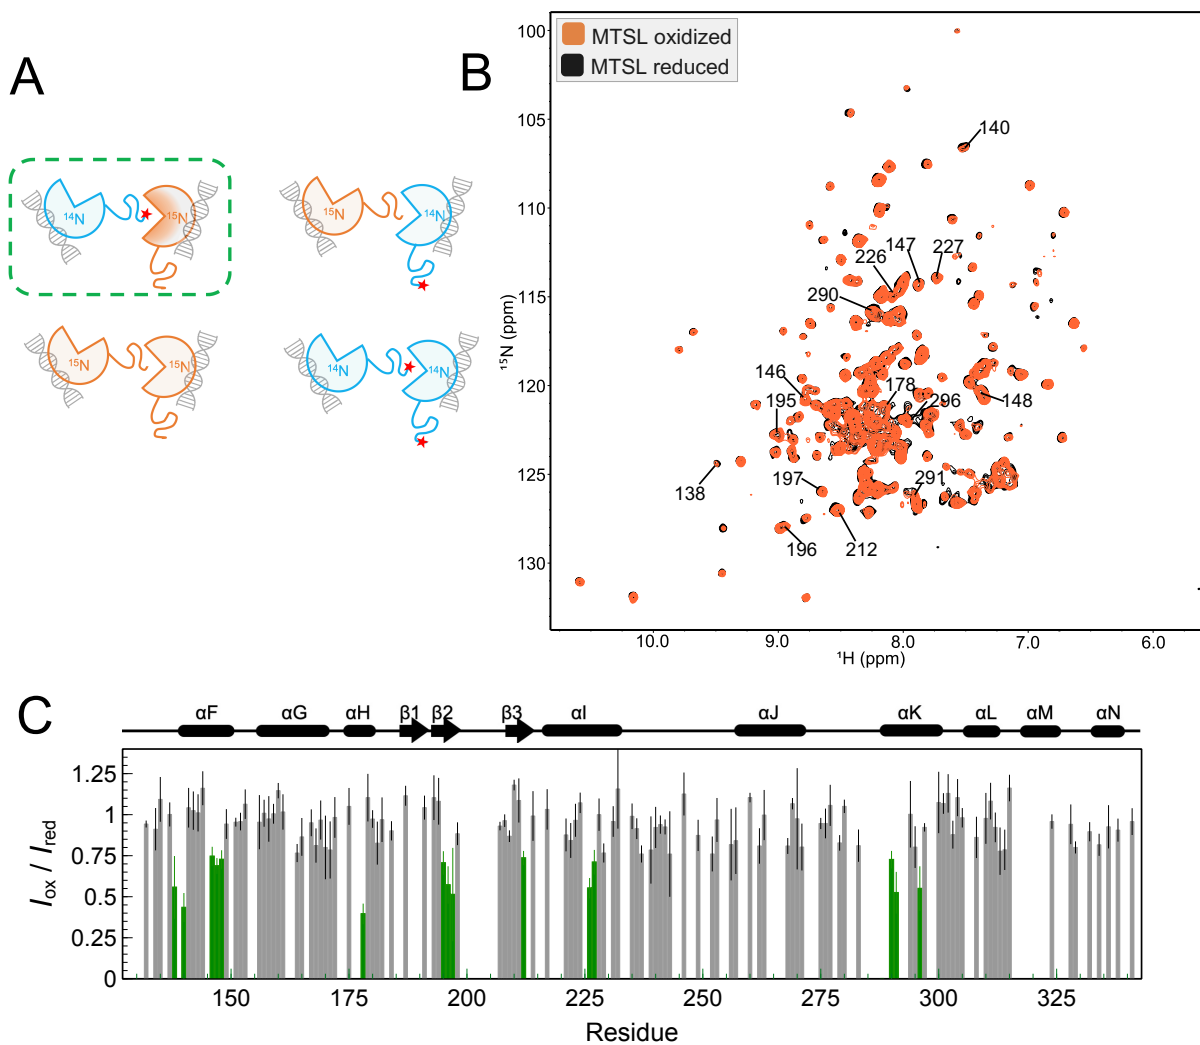 A
¹⁴N
¹⁵N
¹⁵N
¹⁴N
¹⁵N
¹⁵N
¹⁴N
¹⁴N
B
MTSL oxidized
MTSL reduced
100
105
110
115
120
125
130
¹⁵N (ppm)
140
147
227
226
290
146
178
195
296
148
138
197
291
196
212
10.0
9.0
8.0
7.0
6.0
¹H (ppm)
C
αF
αG
αH
β1
β2
β3
αI
αJ
αK
αL
αM
αN
1.25
1
0.75
0.5
0.25
0
Iox / Ired
150
175
200
225
250
275
300
325
Residue